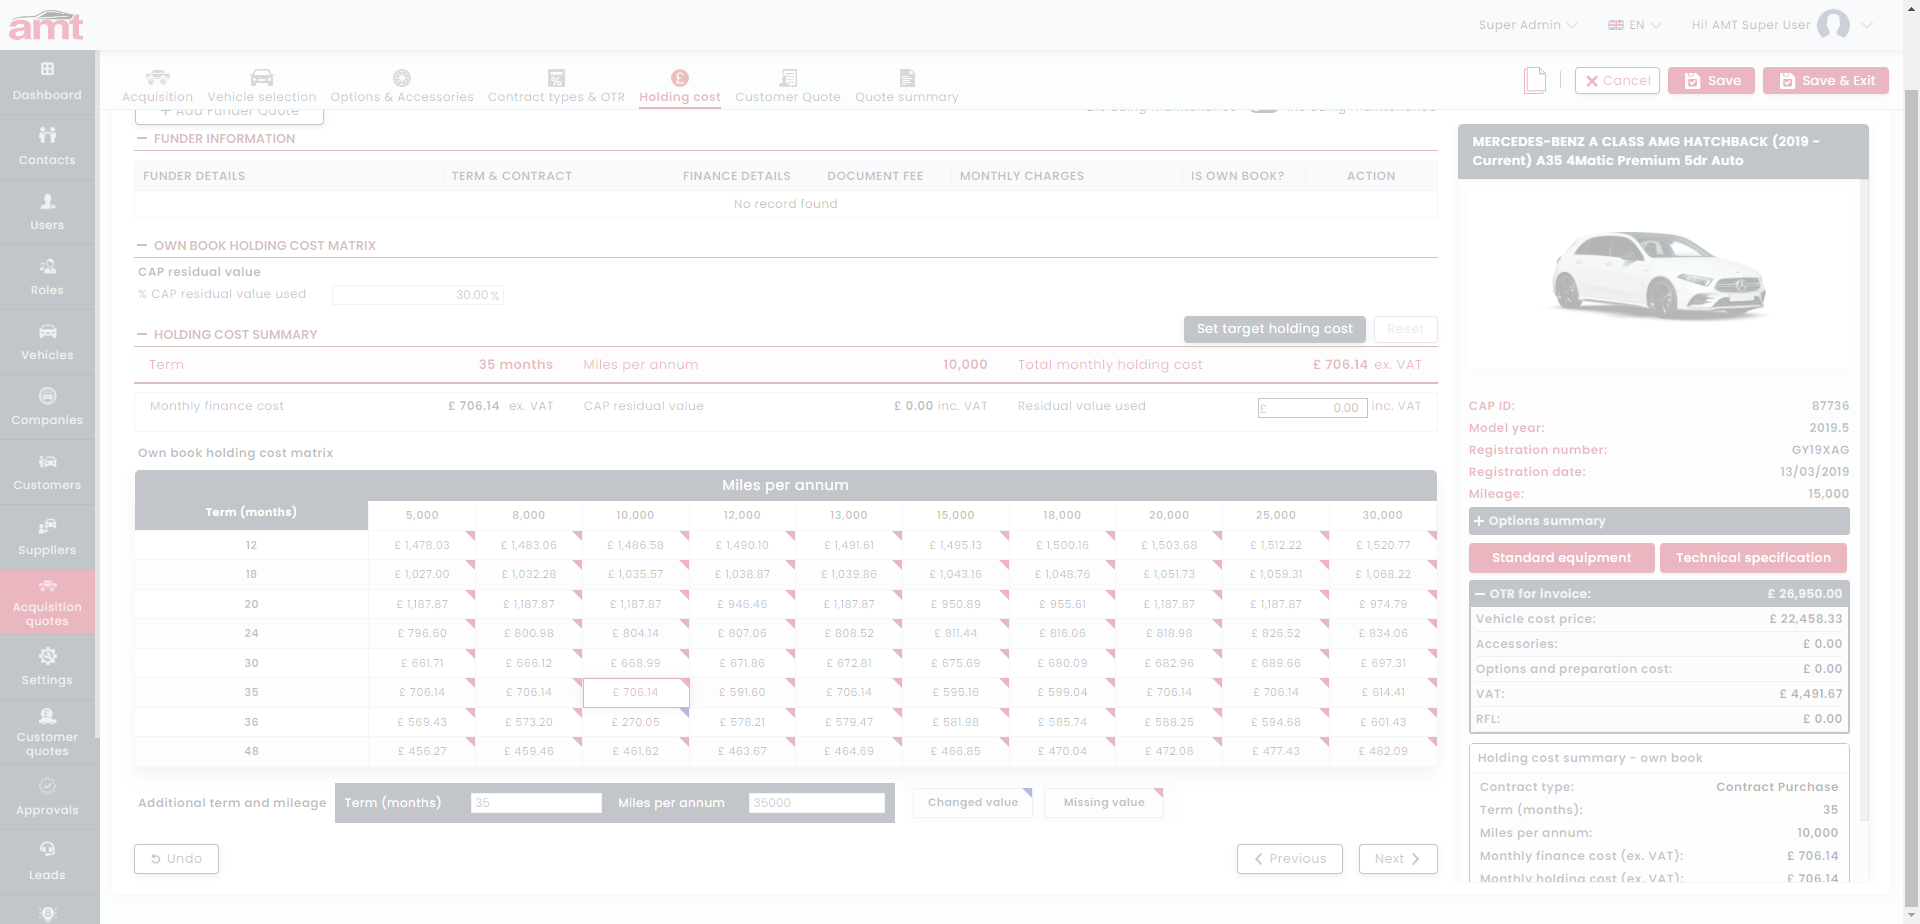 amt
Super Admin
EN
Hi! AMT Super User
Dashboard
Contacts
Users
Roles
Vehicles
Companies
Customers
Suppliers
Acquisition
quotes
Settings
Customer
quotes
Approvals
Leads
Acquisition
Vehicle selection
Options & Accessories
Contract types & OTR
Holding cost
Customer Quote
Quote summary
Cancel
Save
Save & Exit
+ Add Funder Quote
Excluding maintenance
Including maintenance
FUNDER INFORMATION
FUNDER DETAILS TERM & CONTRACT FINANCE DETAILS DOCUMENT FEE MONTHLY CHARGES IS OWN BOOK? ACTION
No record found
OWN BOOK HOLDING COST MATRIX
CAP residual value
% CAP residual value used 30.00 %
HOLDING COST SUMMARY
Set target holding cost
Reset
Term 35 months Miles per annum 10,000 Total monthly holding cost £ 706.14 ex. VAT
Monthly finance cost £ 706.14 ex. VAT CAP residual value £ 0.00 inc. VAT Residual value used £ 0.00 inc. VAT
Own book holding cost matrix
Miles per annum
Term (months) 5,000 8,000 10,000 12,000 13,000 15,000 18,000 20,000 25,000 30,000
12 £ 1,478.03 £ 1,483.06 £ 1,486.58 £ 1,490.10 £ 1,491.61 £ 1,495.13 £ 1,500.16 £ 1,503.68 £ 1,512.22 £ 1,520.77
18 £ 1,027.00 £ 1,032.28 £ 1,035.57 £ 1,038.87 £ 1,039.86 £ 1,043.16 £ 1,048.76 £ 1,051.73 £ 1,059.31 £ 1,068.22
20 £ 1,187.87 £ 1,187.87 £ 1,187.87 £ 946.46 £ 1,187.87 £ 950.89 £ 955.61 £ 1,187.87 £ 1,187.87 £ 974.79
24 £ 796.60 £ 800.98 £ 804.14 £ 807.06 £ 808.52 £ 811.44 £ 816.06 £ 818.98 £ 826.52 £ 834.06
30 £ 661.71 £ 666.12 £ 668.99 £ 671.86 £ 672.81 £ 675.69 £ 680.09 £ 682.96 £ 689.66 £ 697.31
35 £ 706.14 £ 706.14 £ 706.14 £ 591.60 £ 706.14 £ 595.16 £ 599.04 £ 706.14 £ 706.14 £ 614.41
36 £ 569.43 £ 573.20 £ 270.05 £ 578.21 £ 579.47 £ 581.98 £ 585.74 £ 588.25 £ 594.68 £ 601.43
48 £ 456.27 £ 459.46 £ 461.62 £ 463.67 £ 464.69 £ 466.85 £ 470.04 £ 472.08 £ 477.43 £ 482.09
Additional term and mileage Term (months) 35 Miles per annum 35000 Changed value Missing value
Undo
Previous
Next
MERCEDES-BENZ A CLASS AMG HATCHBACK (2019 -
Current) A35 4Matic Premium 5dr Auto
CAP ID: 87736
Model year: 2019.5
Registration number: GY19XAG
Registration date: 13/03/2019
Mileage: 15,000
+ Options summary
Standard equipment
Technical specification
OTR for invoice: £ 26,950.00
Vehicle cost price: £ 22,458.33
Accessories: £ 0.00
Options and preparation cost: £ 0.00
VAT: £ 4,491.67
RFL: £ 0.00
Holding cost summary - own book
Contract type: Contract Purchase
Term (months): 35
Miles per annum: 10,000
Monthly finance cost (ex. VAT): £ 706.14
Monthly holding cost (ex. VAT): £ 706.14